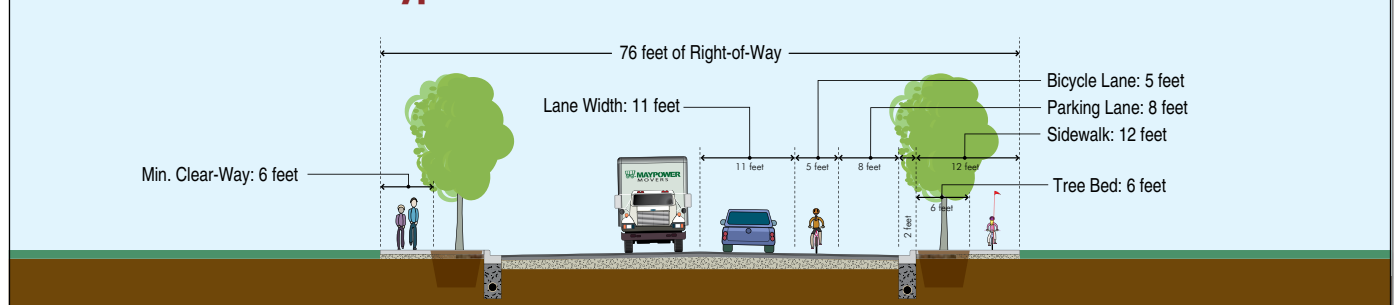 76 feet of Right-of-Way
Bicycle Lane: 5 feet
Lane Width: 11 feet
Parking Lane: 8 feet
Sidewalk: 12 feet
11 feet
5 feet
8 feet
12 feet
Min. Clear-Way: 6 feet
MAYPOWER
MOVERS
Tree Bed: 6 feet
6 feet
2 feet